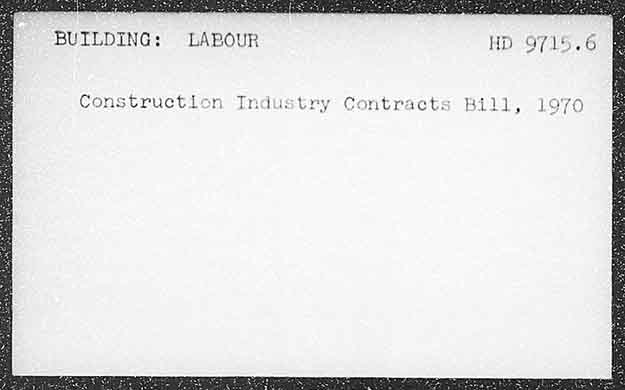 BUILDING: LABOUR HD 9715.6
Construction Industry Contracts Bill, 1970